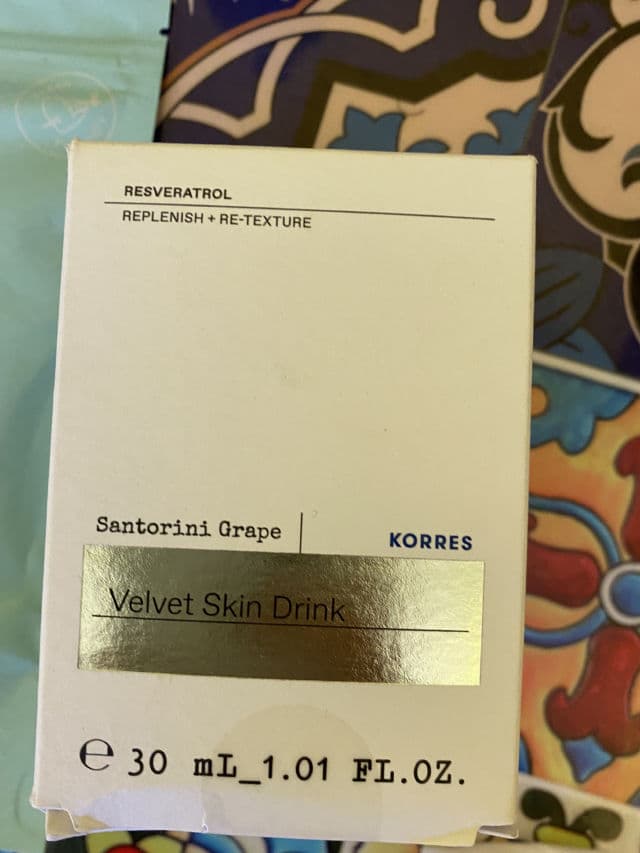 RESVERATROL
REPLENISH + RE-TEXTURE
Santorini Grape
KORRES
Velvet Skin Drink
℮ 30 mL_1.01 FL.OZ.